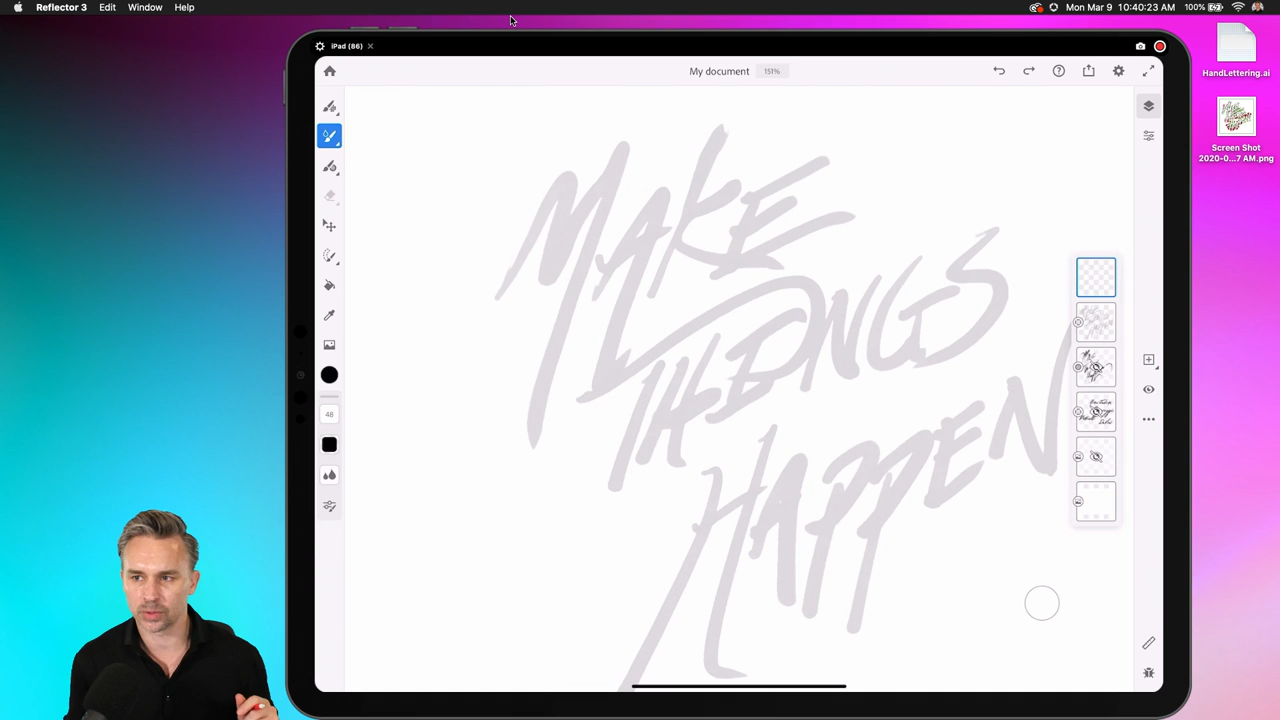 Reflector 3 Edit Window Help
Mon Mar 9 10:40:23 AM 100%
iPad (86)
My document 151%
HandLettering.ai
Screen Shot
2020-0...7 AM.png
48
MAKE
THINGS
HAPPEN